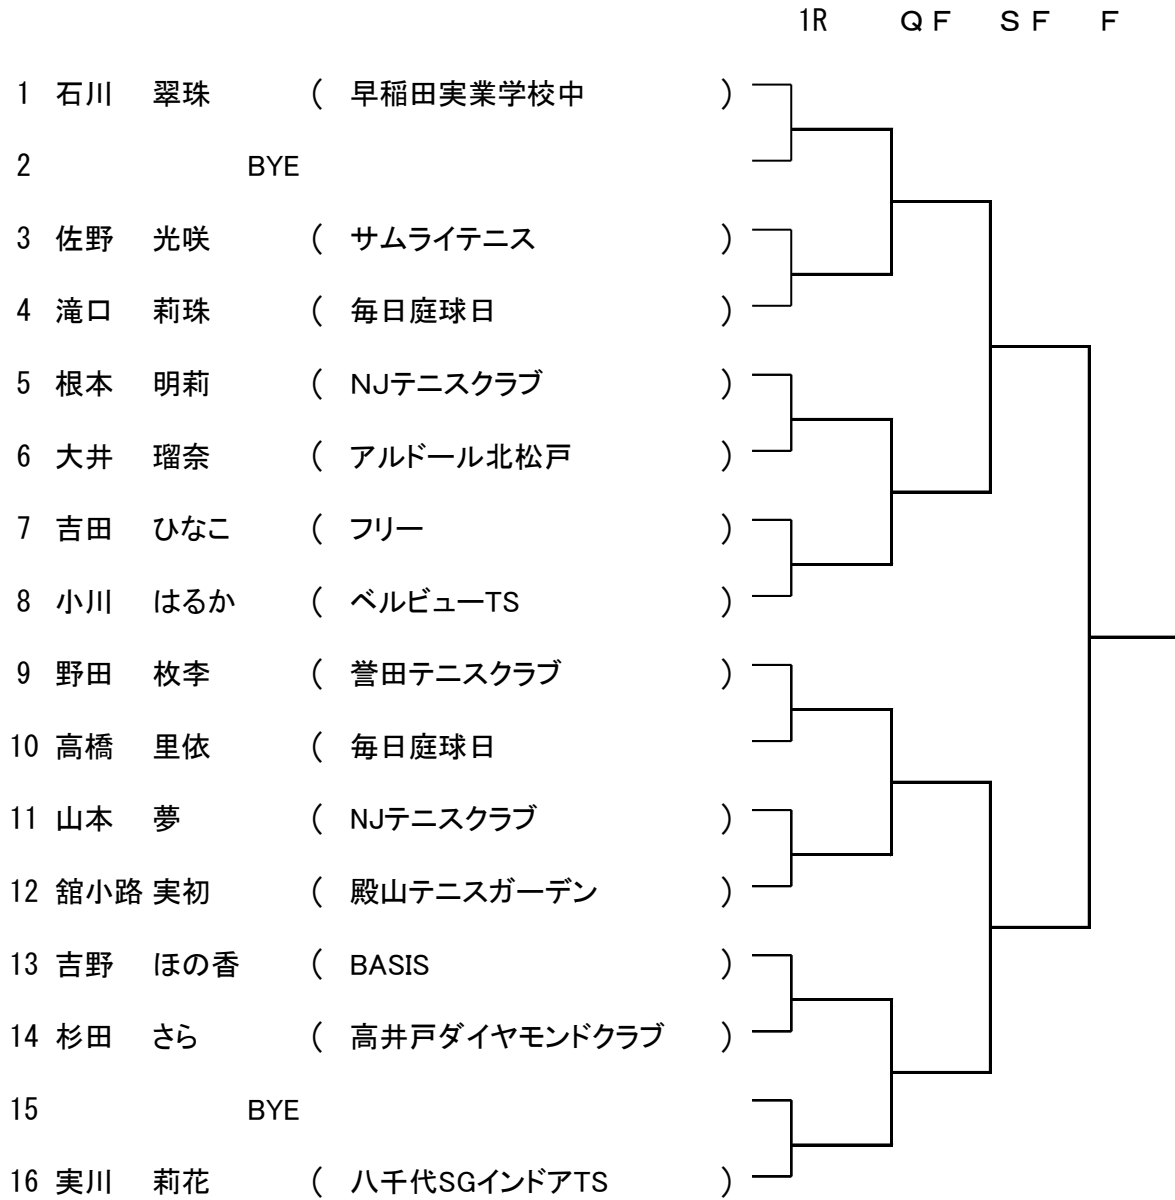 1R ＱＦ ＳＦ Ｆ
1 石川 翠珠 ( 早稲田実業学校中 )
2 BYE
3 佐野 光咲 ( サムライテニス )
4 滝口 莉珠 ( 毎日庭球日 )
5 根本 明莉 ( NJテニスクラブ )
6 大井 瑠奈 ( アルドール北松戸 )
7 吉田 ひなこ ( フリー )
8 小川 はるか ( ベルビューTS )
9 野田 枚李 ( 誉田テニスクラブ )
10 高橋 里依 ( 毎日庭球日 )
11 山本 夢 ( NJテニスクラブ )
12 舘小路 実初 ( 殿山テニスガーデン )
13 吉野 ほの香 ( BASIS )
14 杉田 さら ( 高井戸ダイヤモンドクラブ )
15 BYE
16 実川 莉花 ( 八千代SGインドアTS )